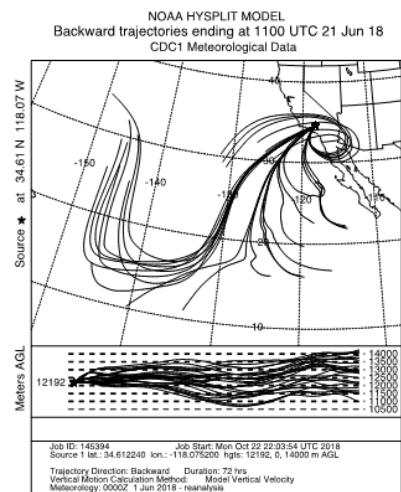 NOAA HYSPLIT MODEL
Backward trajectories ending at 1100 UTC 21 Jun 18
CDC1 Meteorological Data
Source ★ at 34.61 N 118.07 W
40
-150
-140
30
-130
-120
-110
20
10
Meters AGL
12192
14000
13500
13000
12500
12000
11500
11000
10500
Job ID: 145394 Job Start: Mon Oct 22 22:03:54 UTC 2018
Source 1 lat.: 34.612240 lon.: -118.075200 hgts: 12192, 0, 14000 m AGL
Trajectory Direction: Backward Duration: 72 hrs
Vertical Motion Calculation Method: Model Vertical Velocity
Meteorology: 0000Z 1 Jun 2018 - reanalysis